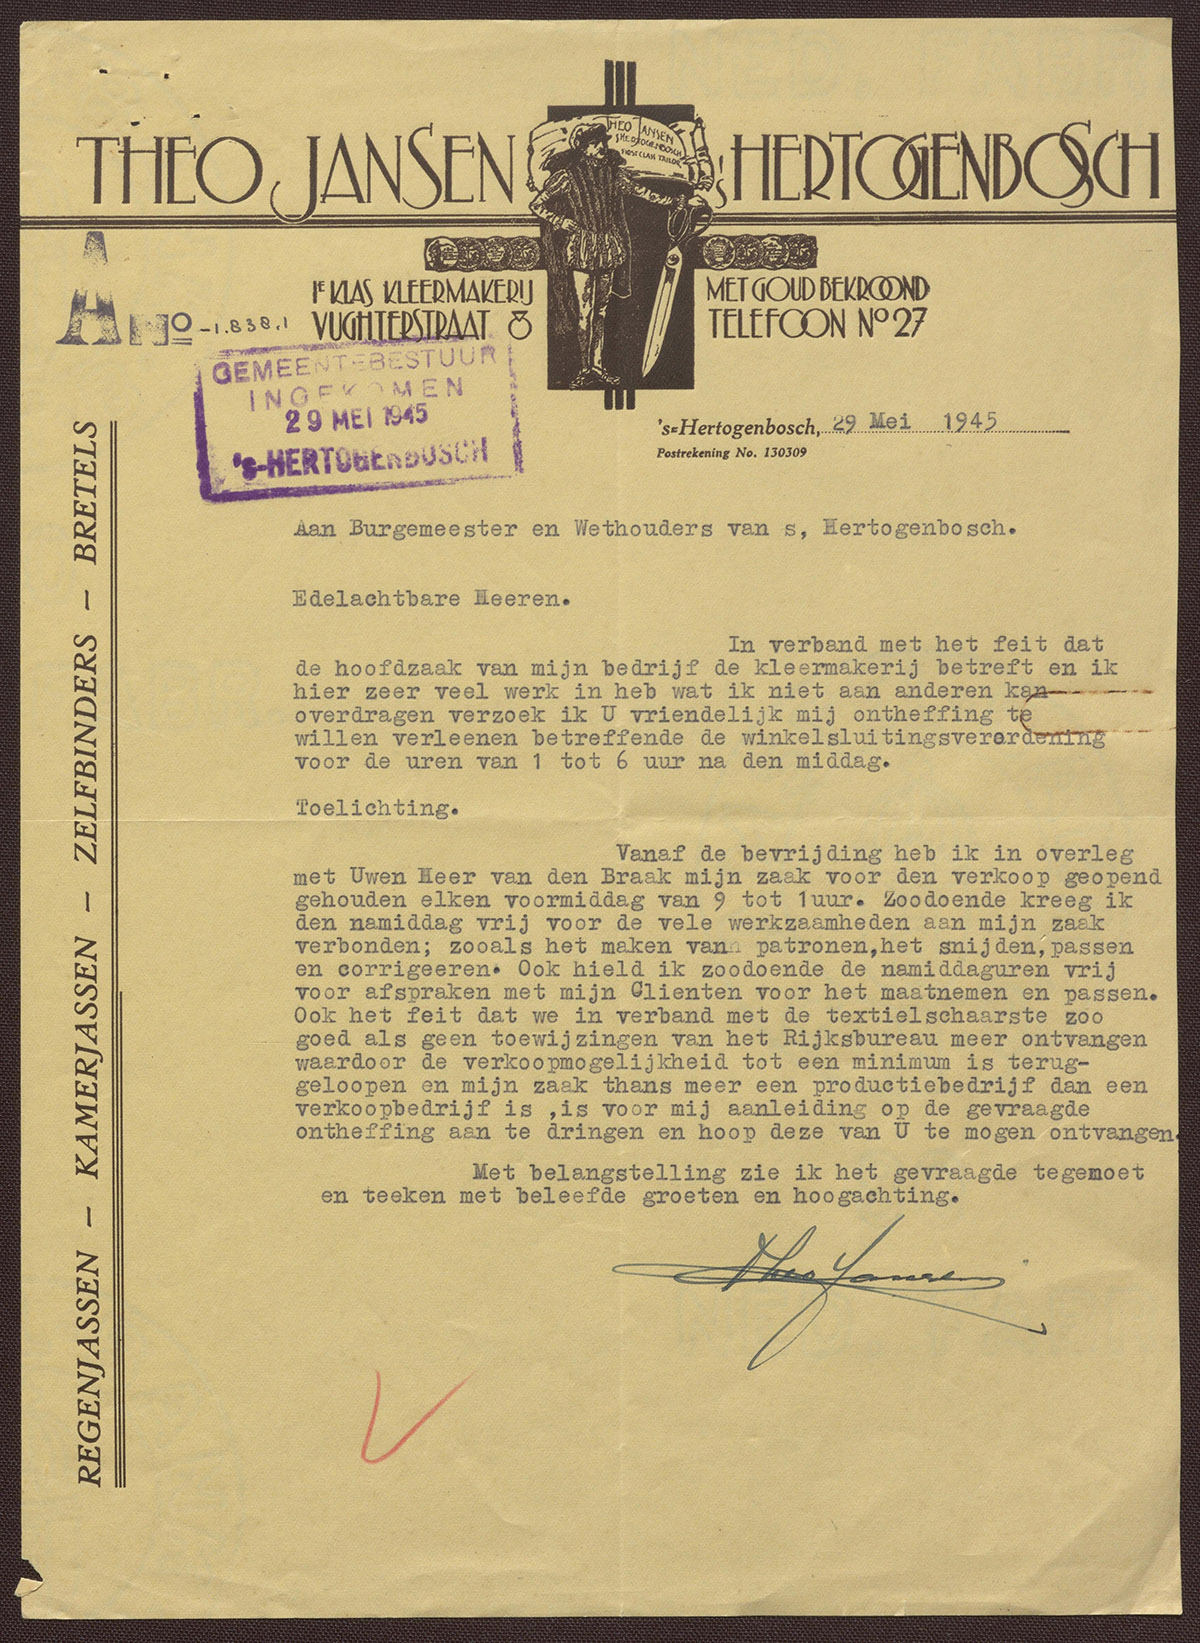 THEO JANSEN 's HERTOGENBOSCH
THEO JANSEN
'S HERTOGENBOSCH
FIRST CLASS TAILOR
1E KLAS KLEERMAKERIJ
VUGHTERSTRAAT 8
MET GOUD BEKROOND
TELEFOON No 27
A No -1.838.1
GEMEENTEBESTUUR
INGEKOMEN
29 MEI 1945
's-HERTOGENBOSCH
's-Hertogenbosch, 29 Mei 1945
Postrekening No. 130309
REGENJASSEN - KAMERJASSEN - ZELFBINDERS - BRETELS
Aan Burgemeester en Wethouders van s, Hertogenbosch.
Edelachtbare Heeren.
In verband met het feit dat
de hoofdzaak van mijn bedrijf de kleermakerij betreft en ik
hier zeer veel werk in heb wat ik niet aan anderen kan
overdragen verzoek ik U vriendelijk mij ontheffing te
willen verleenen betreffende de winkelsluitingsverordening
voor de uren van 1 tot 6 uur na den middag.
Toelichting.
Vanaf de bevrijding heb ik in overleg
met Uwen Heer van den Braak mijn zaak voor den verkoop geopend
gehouden elken voormiddag van 9 tot 1uur. Zoodoende kreeg ik
den namiddag vrij voor de vele werkzaamheden aan mijn zaak
verbonden; zooals het maken van patronen,het snijden,passen
en corrigeeren. Ook hield ik zoodoende de namiddaguren vrij
voor afspraken met mijn Clienten voor het maatnemen en passen.
Ook het feit dat we in verband met de textielschaarste zoo
goed als geen toewijzingen van het Rijksbureau meer ontvangen
waardoor de verkoopmogelijkheid tot een minimum is terug-
geloopen en mijn zaak thans meer een productiebedrijf dan een
verkoopbedrijf is ,is voor mij aanleiding op de gevraagde
ontheffing aan te dringen en hoop deze van U te mogen ontvangen.
Met belangstelling zie ik het gevraagde tegemoet
en teeken met beleefde groeten en hoogachting.
Theo Jansen